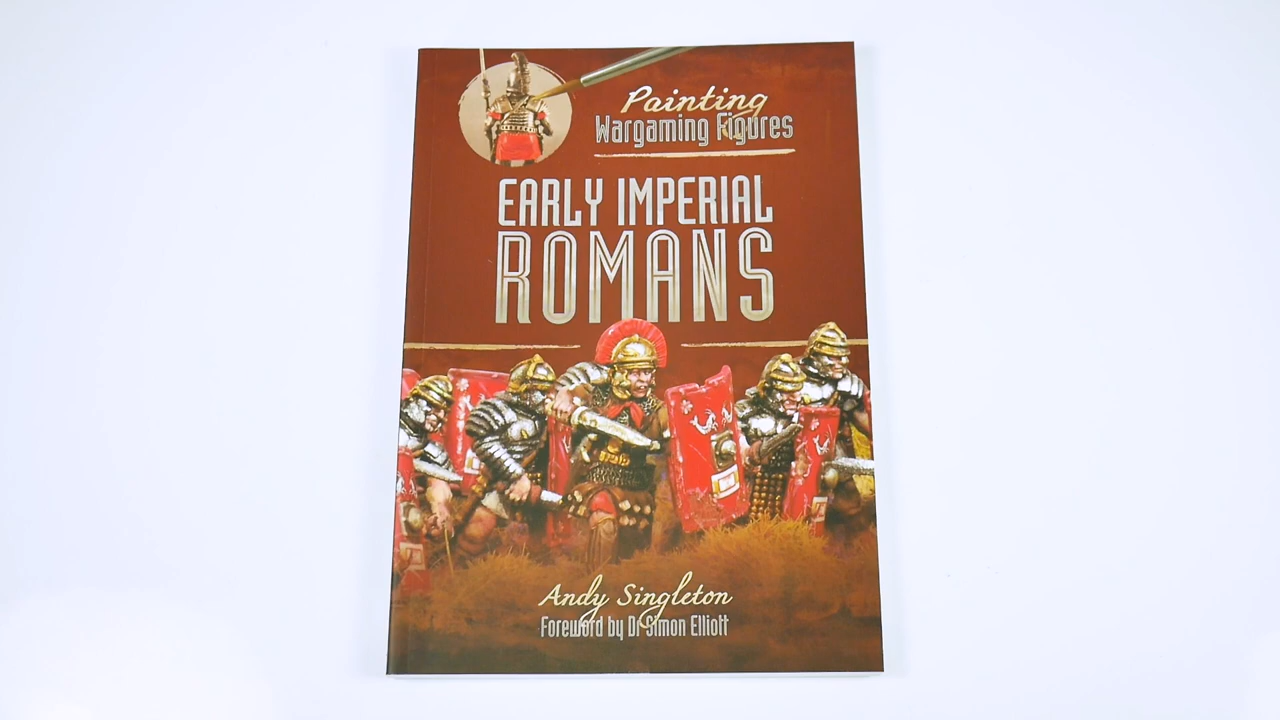 Painting
Wargaming Figures
EARLY IMPERIAL
ROMANS
Andy Singleton
Foreword by Dr Simon Elliott